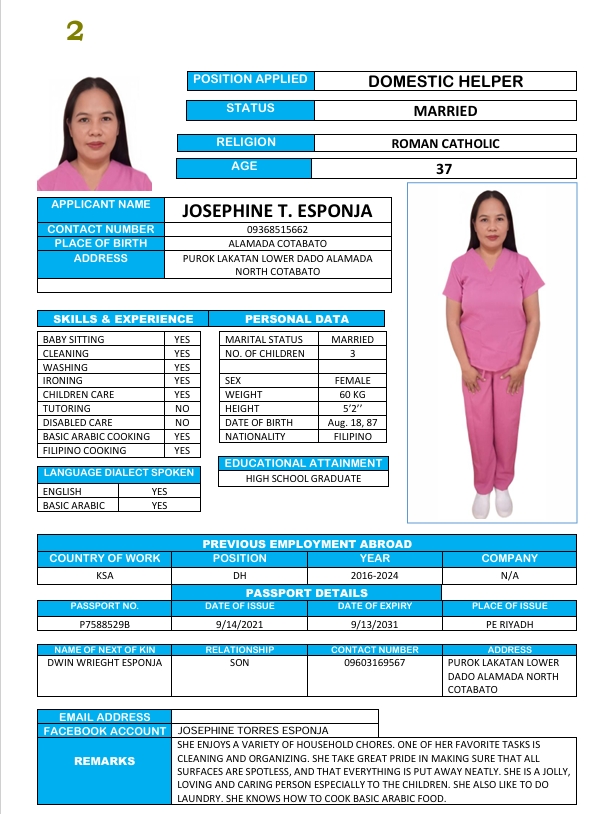 2
POSITION APPLIED DOMESTIC HELPER
STATUS MARRIED
RELIGION ROMAN CATHOLIC
AGE 37
APPLICANT NAME JOSEPHINE T. ESPONJA
CONTACT NUMBER 09368515662
PLACE OF BIRTH ALAMADA COTABATO
ADDRESS PUROK LAKATAN LOWER DADO ALAMADA
NORTH COTABATO
SKILLS & EXPERIENCE PERSONAL DATA
BABY SITTING YES MARITAL STATUS MARRIED
CLEANING YES NO. OF CHILDREN 3
WASHING YES
IRONING YES SEX FEMALE
CHILDREN CARE YES WEIGHT 60 KG
TUTORING NO HEIGHT 5'2''
DISABLED CARE NO DATE OF BIRTH Aug. 18, 87
BASIC ARABIC COOKING YES NATIONALITY FILIPINO
FILIPINO COOKING YES
EDUCATIONAL ATTAINMENT
LANGUAGE DIALECT SPOKEN
HIGH SCHOOL GRADUATE
ENGLISH YES
BASIC ARABIC YES
PREVIOUS EMPLOYMENT ABROAD
COUNTRY OF WORK POSITION YEAR COMPANY
KSA DH 2016-2024 N/A
PASSPORT DETAILS
PASSPORT NO. DATE OF ISSUE DATE OF EXPIRY PLACE OF ISSUE
P7588529B 9/14/2021 9/13/2031 PE RIYADH
NAME OF NEXT OF KIN RELATIONSHIP CONTACT NUMBER ADDRESS
DWIN WRIEGHT ESPONJA SON 09603169567 PUROK LAKATAN LOWER
DADO ALAMADA NORTH
COTABATO
EMAIL ADDRESS
FACEBOOK ACCOUNT JOSEPHINE TORRES ESPONJA
REMARKS SHE ENJOYS A VARIETY OF HOUSEHOLD CHORES. ONE OF HER FAVORITE TASKS IS
CLEANING AND ORGANIZING. SHE TAKE GREAT PRIDE IN MAKING SURE THAT ALL
SURFACES ARE SPOTLESS, AND THAT EVERYTHING IS PUT AWAY NEATLY. SHE IS A JOLLY,
LOVING AND CARING PERSON ESPECIALLY TO THE CHILDREN. SHE ALSO LIKE TO DO
LAUNDRY. SHE KNOWS HOW TO COOK BASIC ARABIC FOOD.